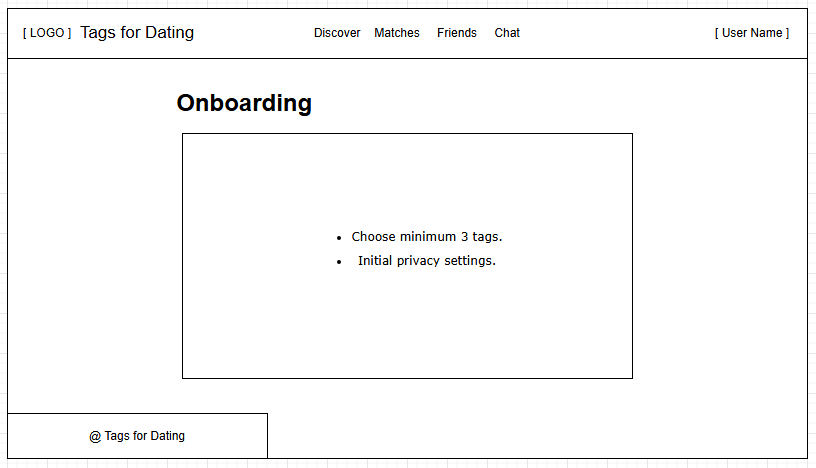 [ LOGO ] Tags for Dating Discover Matches Friends Chat [ User Name ]
Onboarding
• Choose minimum 3 tags.
• Initial privacy settings.
@ Tags for Dating